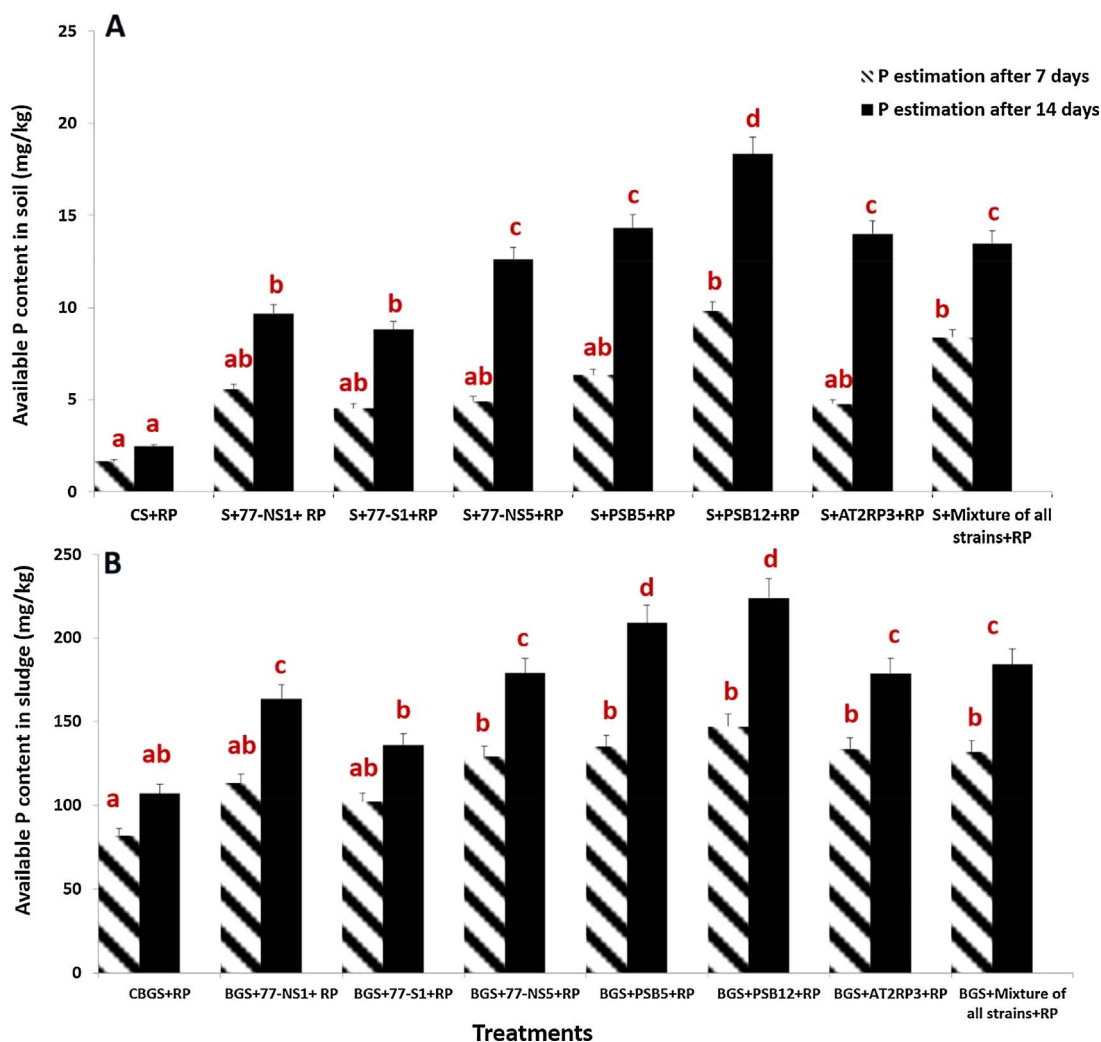 A
25
P estimation after 7 days
P estimation after 14 days
20
15
10
5
0
Available P content in soil (mg/kg)
a a ab b ab b ab c ab c b d ab c b c
CS+RP S+77-NS1+ RP S+77-S1+RP S+77-NS5+RP S+PSB5+RP S+PSB12+RP S+AT2RP3+RP S+Mixture of all
strains+RP
B
250
200
150
100
50
0
Available P content in sludge (mg/kg)
a ab ab c ab b b c b d b d b c b c
CBGS+RP BGS+77-NS1+ RP BGS+77-S1+RP BGS+77-NS5+RP BGS+PSB5+RP BGS+PSB12+RP BGS+AT2RP3+RP BGS+Mixture of
all strains+RP
Treatments